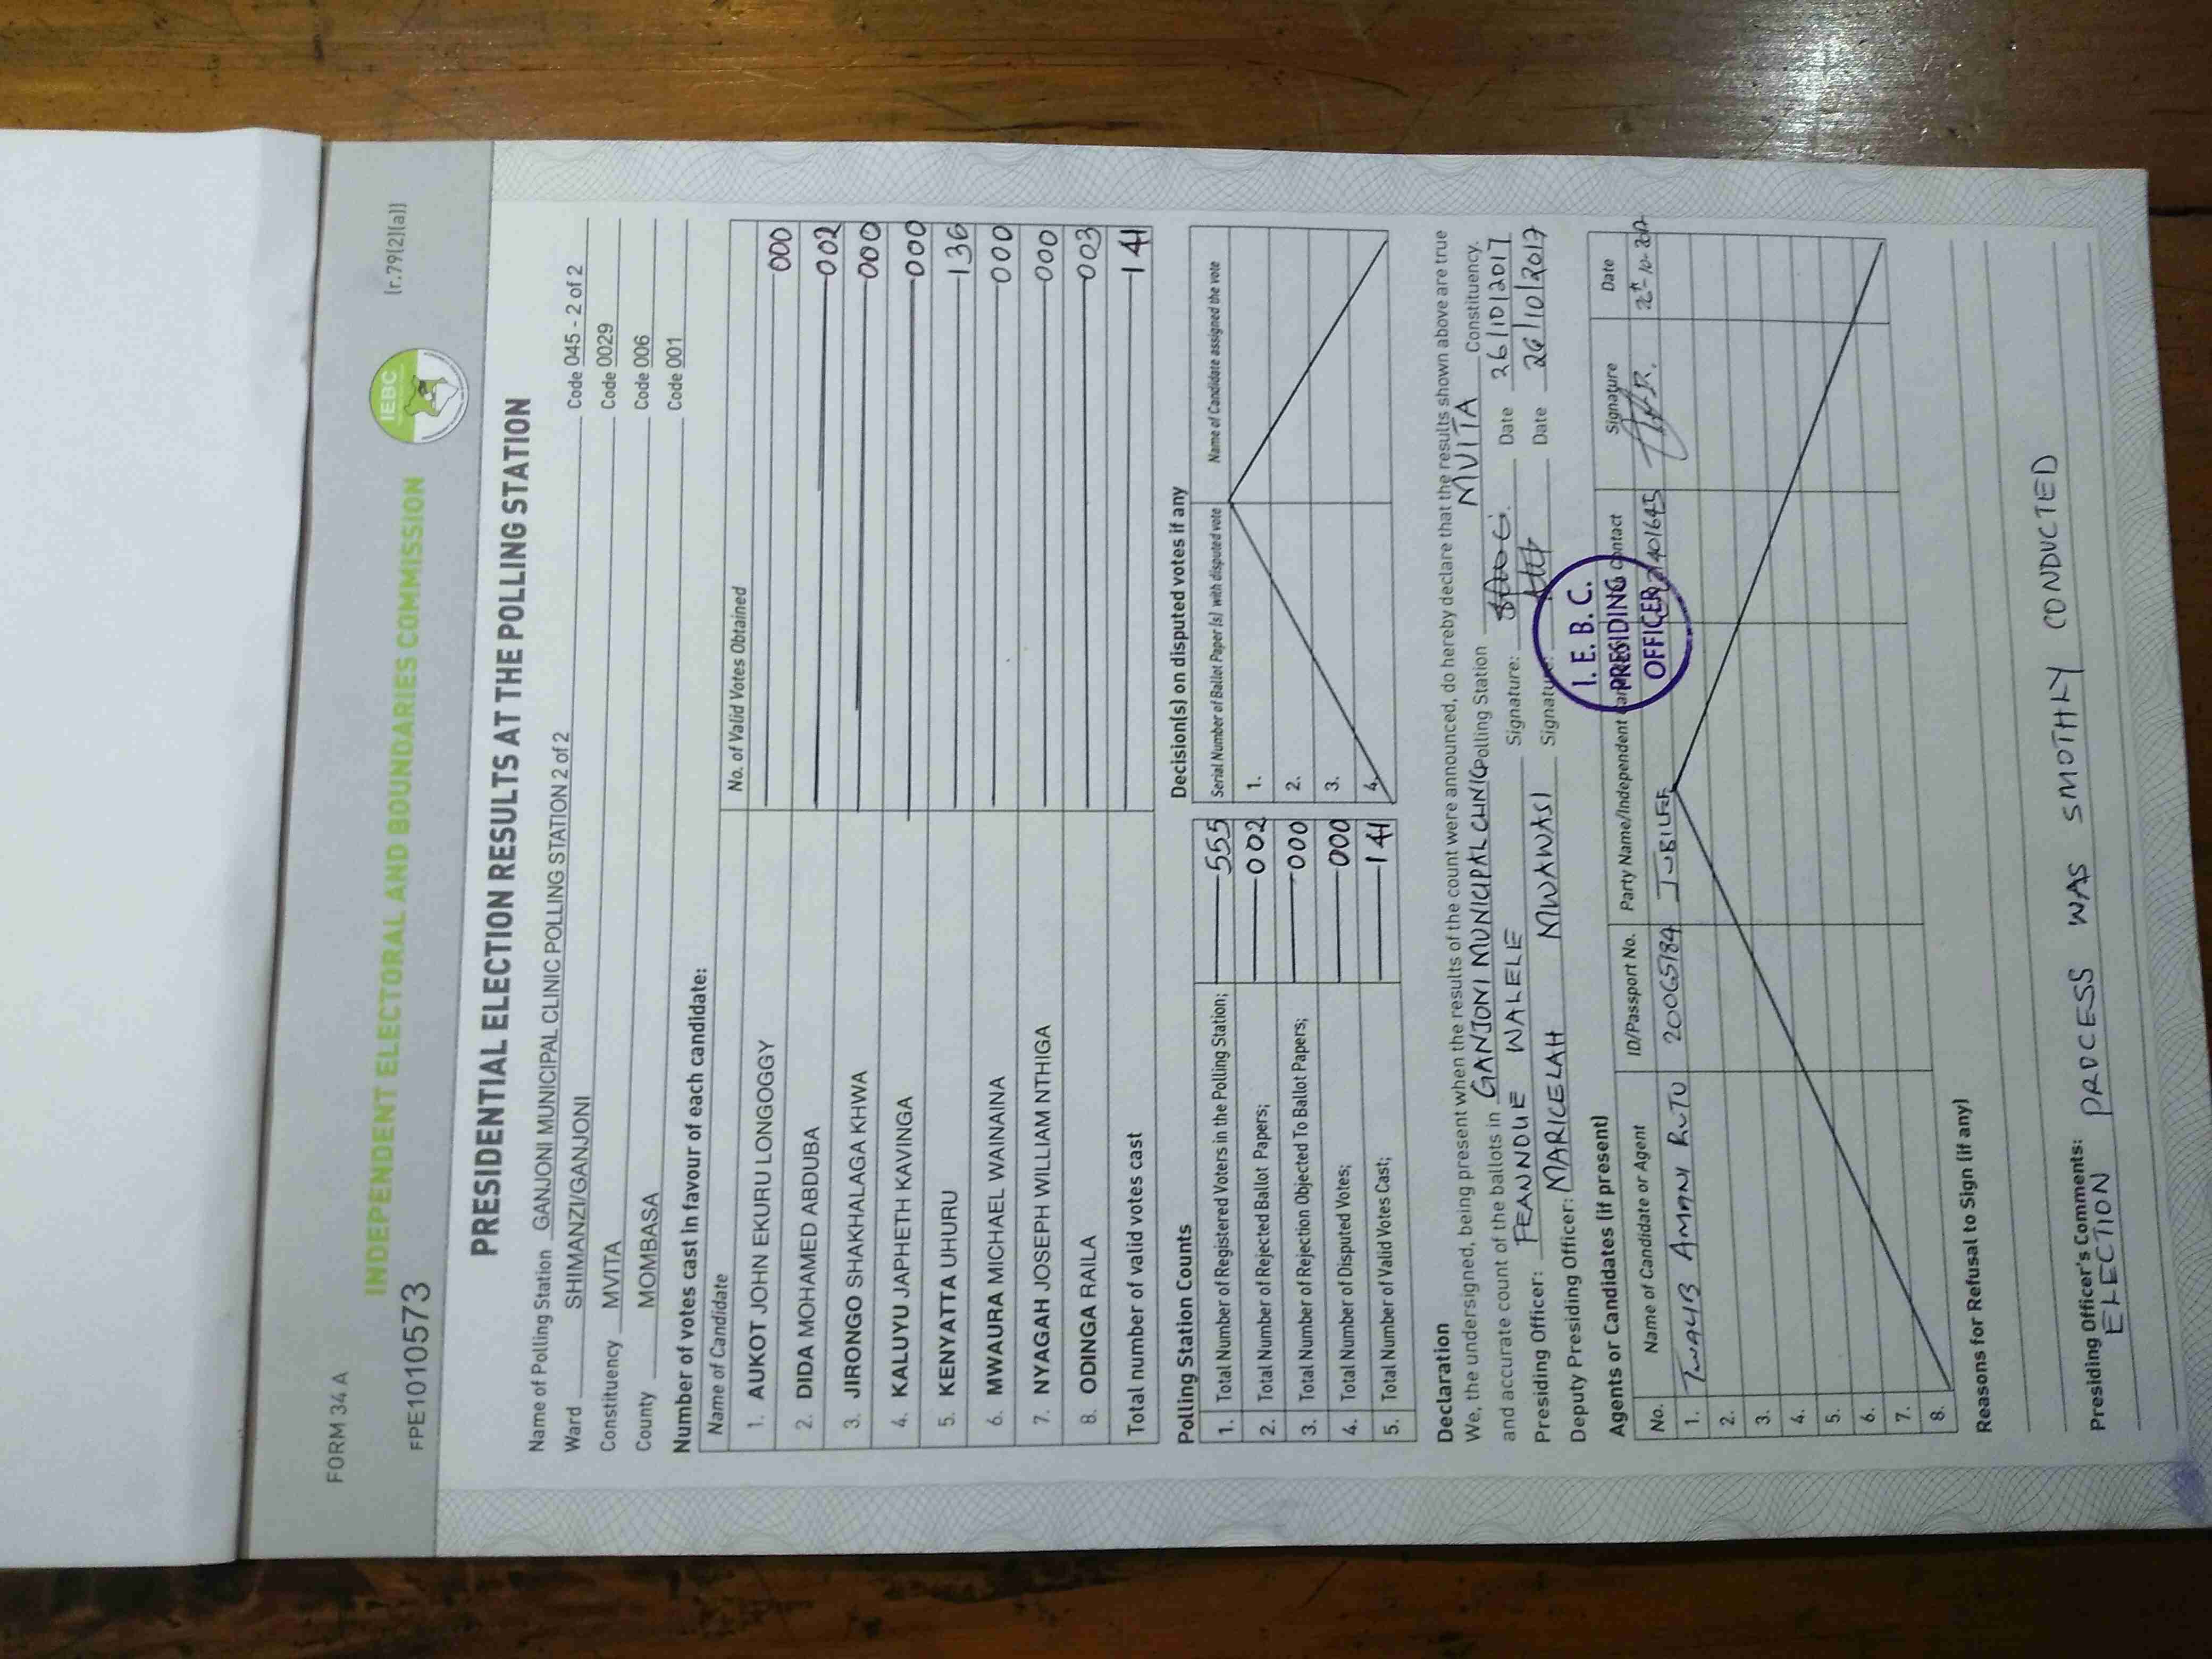 FORM 34 A
(r.79(2)(a))
IEBC
INDEPENDENT ELECTORAL AND BOUNDARIES COMMISSION
FPE1010573
PRESIDENTIAL ELECTION RESULTS AT THE POLLING STATION
Name of Polling Station GANJONI MUNICIPAL CLINIC POLLING STATION 2 of 2
Ward SHIMANZI/GANJONI Code 045 - 2 of 2
Constituency MVITA Code 0029
County MOMBASA Code 006
Code 001
Number of votes cast in favour of each candidate:
Name of Candidate No. of Valid Votes Obtained
1. AUKOT JOHN EKURU LONGOGGY 000
2. DIDA MOHAMED ABDUBA 002
3. JIRONGO SHAKHALAGA KHWA 000
4. KALUYU JAPHETH KAVINGA 000
5. KENYATTA UHURU 136
6. MWAURA MICHAEL WAINAINA 000
7. NYAGAH JOSEPH WILLIAM NTHIGA 000
8. ODINGA RAILA 003
Total number of valid votes cast 141
Polling Station Counts
1. Total Number of Registered Voters in the Polling Station; 555
2. Total Number of Rejected Ballot Papers; 002
3. Total Number of Rejection Objected To Ballot Papers; 000
4. Total Number of Disputed Votes; 000
5. Total Number of Valid Votes Cast; 141
Decision(s) on disputed votes if any
Serial Number of Ballot Paper (s) with disputed vote Name of Candidate assigned the vote
1.
2.
3.
4.
Declaration
We, the undersigned, being present when the results of the count were announced, do hereby declare that the results shown above are true
and accurate count of the ballots in GANJONI MUNICIPAL CLINIC Polling Station MVITA Constituency.
Presiding Officer: FEANDUE WALELE Signature: Date 26/10/2017
Deputy Presiding Officer: MARICELAH MWAWASI Signature: Date 26/10/2017
I. E. B. C.
PRESIDING
OFFICER
Agents or Candidates (if present)
No. Name of Candidate or Agent ID/Passport No. Party Name/Independent contact Signature Date
1. AMANI RUTO 20065184 JUBILEE
2.
3.
4.
5.
6.
7.
8.
Reasons for Refusal to Sign (if any)
Presiding Officer's Comments: PROCESS WAS SMOTHLY CONDUCTED
ELECTION